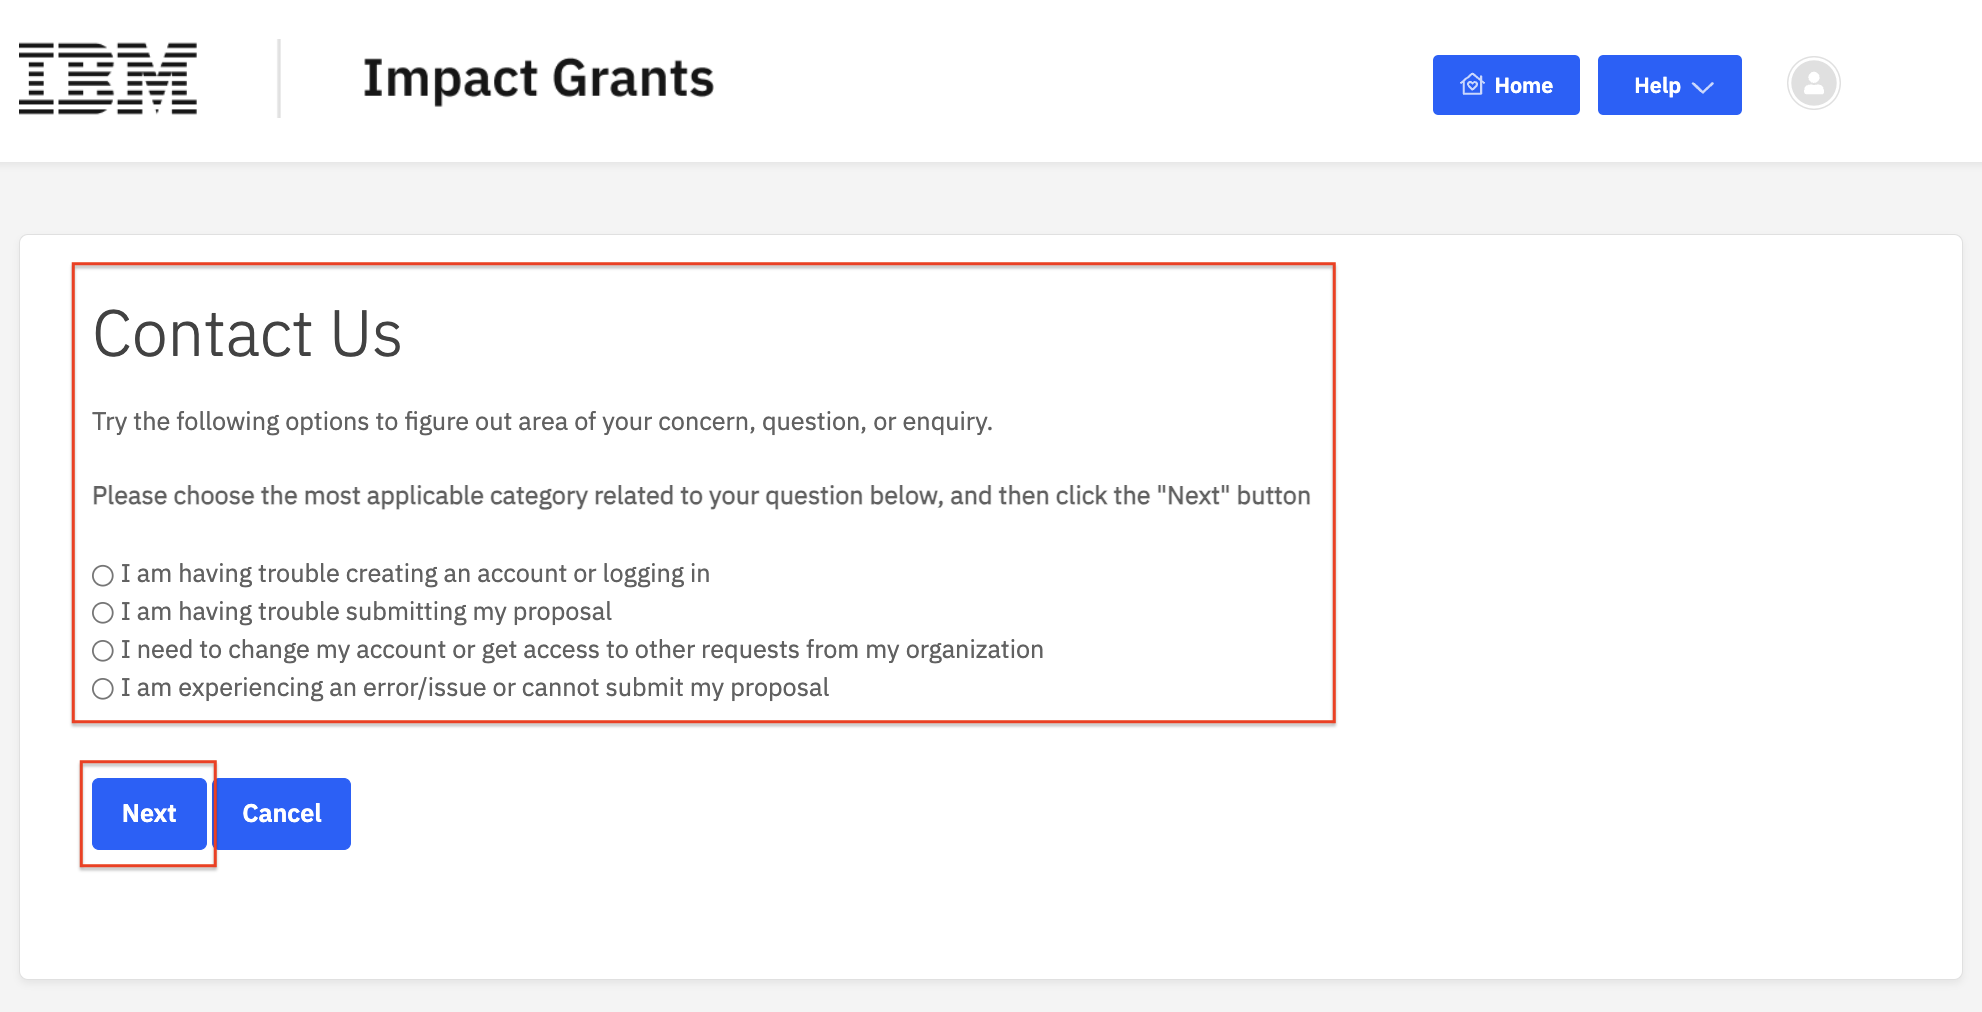 IBM
Impact Grants
Home
Help
Contact Us
Try the following options to figure out area of your concern, question, or enquiry.
Please choose the most applicable category related to your question below, and then click the "Next" button
I am having trouble creating an account or logging in
I am having trouble submitting my proposal
I need to change my account or get access to other requests from my organization
I am experiencing an error/issue or cannot submit my proposal
Next
Cancel